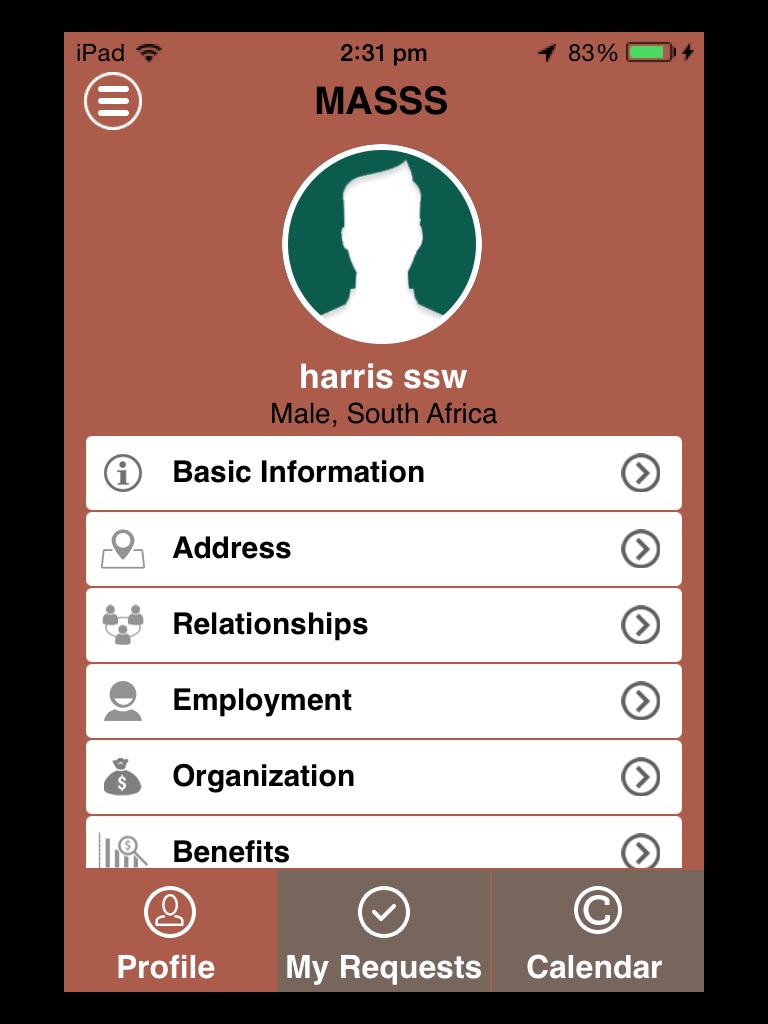 iPad 2:31 pm 83%
MASSS
harris ssw
Male, South Africa
Basic Information
Address
Relationships
Employment
Organization
Benefits
Profile My Requests Calendar